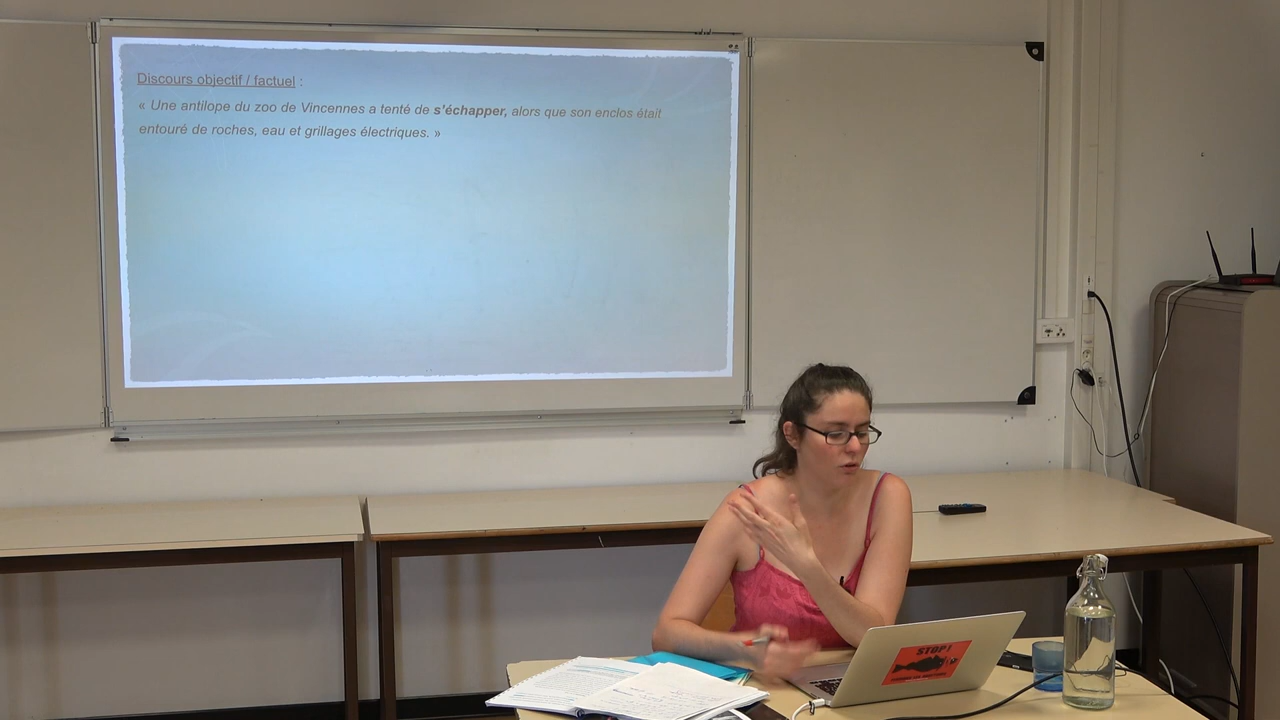 Discours objectif / factuel :
« Une antilope du zoo de Vincennes a tenté de s'échapper, alors que son enclos était
entouré de roches, eau et grillages électriques. »
STOP!